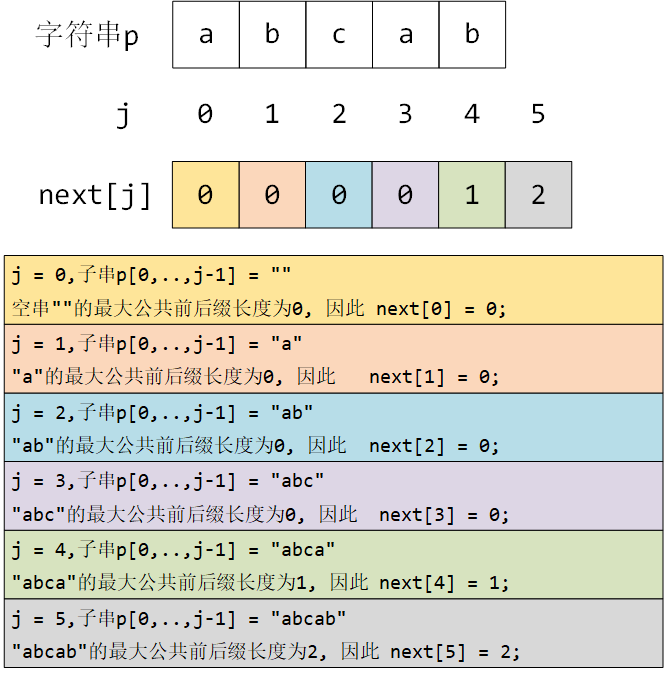 字符串p a b c a b
j 0 1 2 3 4 5
next[j] 0 0 0 0 1 2
j = 0,子串p[0,..,j-1] = ""
空串""的最大公共前后缀长度为0, 因此 next[0] = 0;
j = 1,子串p[0,..,j-1] = "a"
"a"的最大公共前后缀长度为0, 因此 next[1] = 0;
j = 2,子串p[0,..,j-1] = "ab"
"ab"的最大公共前后缀长度为0, 因此 next[2] = 0;
j = 3,子串p[0,..,j-1] = "abc"
"abc"的最大公共前后缀长度为0, 因此 next[3] = 0;
j = 4,子串p[0,..,j-1] = "abca"
"abca"的最大公共前后缀长度为1, 因此 next[4] = 1;
j = 5,子串p[0,..,j-1] = "abcab"
"abcab"的最大公共前后缀长度为2, 因此 next[5] = 2;